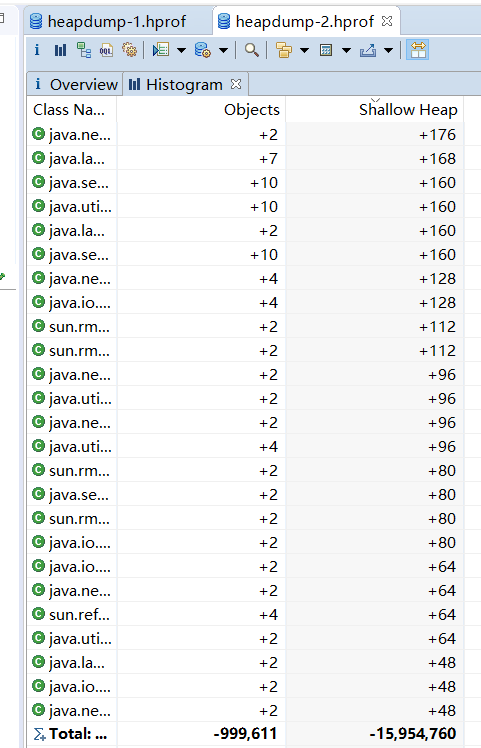 heapdump-1.hprof heapdump-2.hprof
OQL
Overview Histogram
Class Na... Objects Shallow Heap
java.ne... +2 +176
java.la... +7 +168
java.se... +10 +160
java.uti... +10 +160
java.la... +2 +160
java.se... +10 +160
java.ne... +4 +128
java.io.... +4 +128
sun.rm... +2 +112
sun.rm... +2 +112
java.ne... +2 +96
java.uti... +2 +96
java.ne... +2 +96
java.uti... +4 +96
sun.rm... +2 +80
java.se... +2 +80
sun.rm... +2 +80
java.io.... +2 +80
java.io.... +2 +64
java.ne... +2 +64
sun.ref... +4 +64
java.uti... +2 +64
java.la... +2 +48
java.io.... +2 +48
java.ne... +2 +48
Total: ... -999,611 -15,954,760